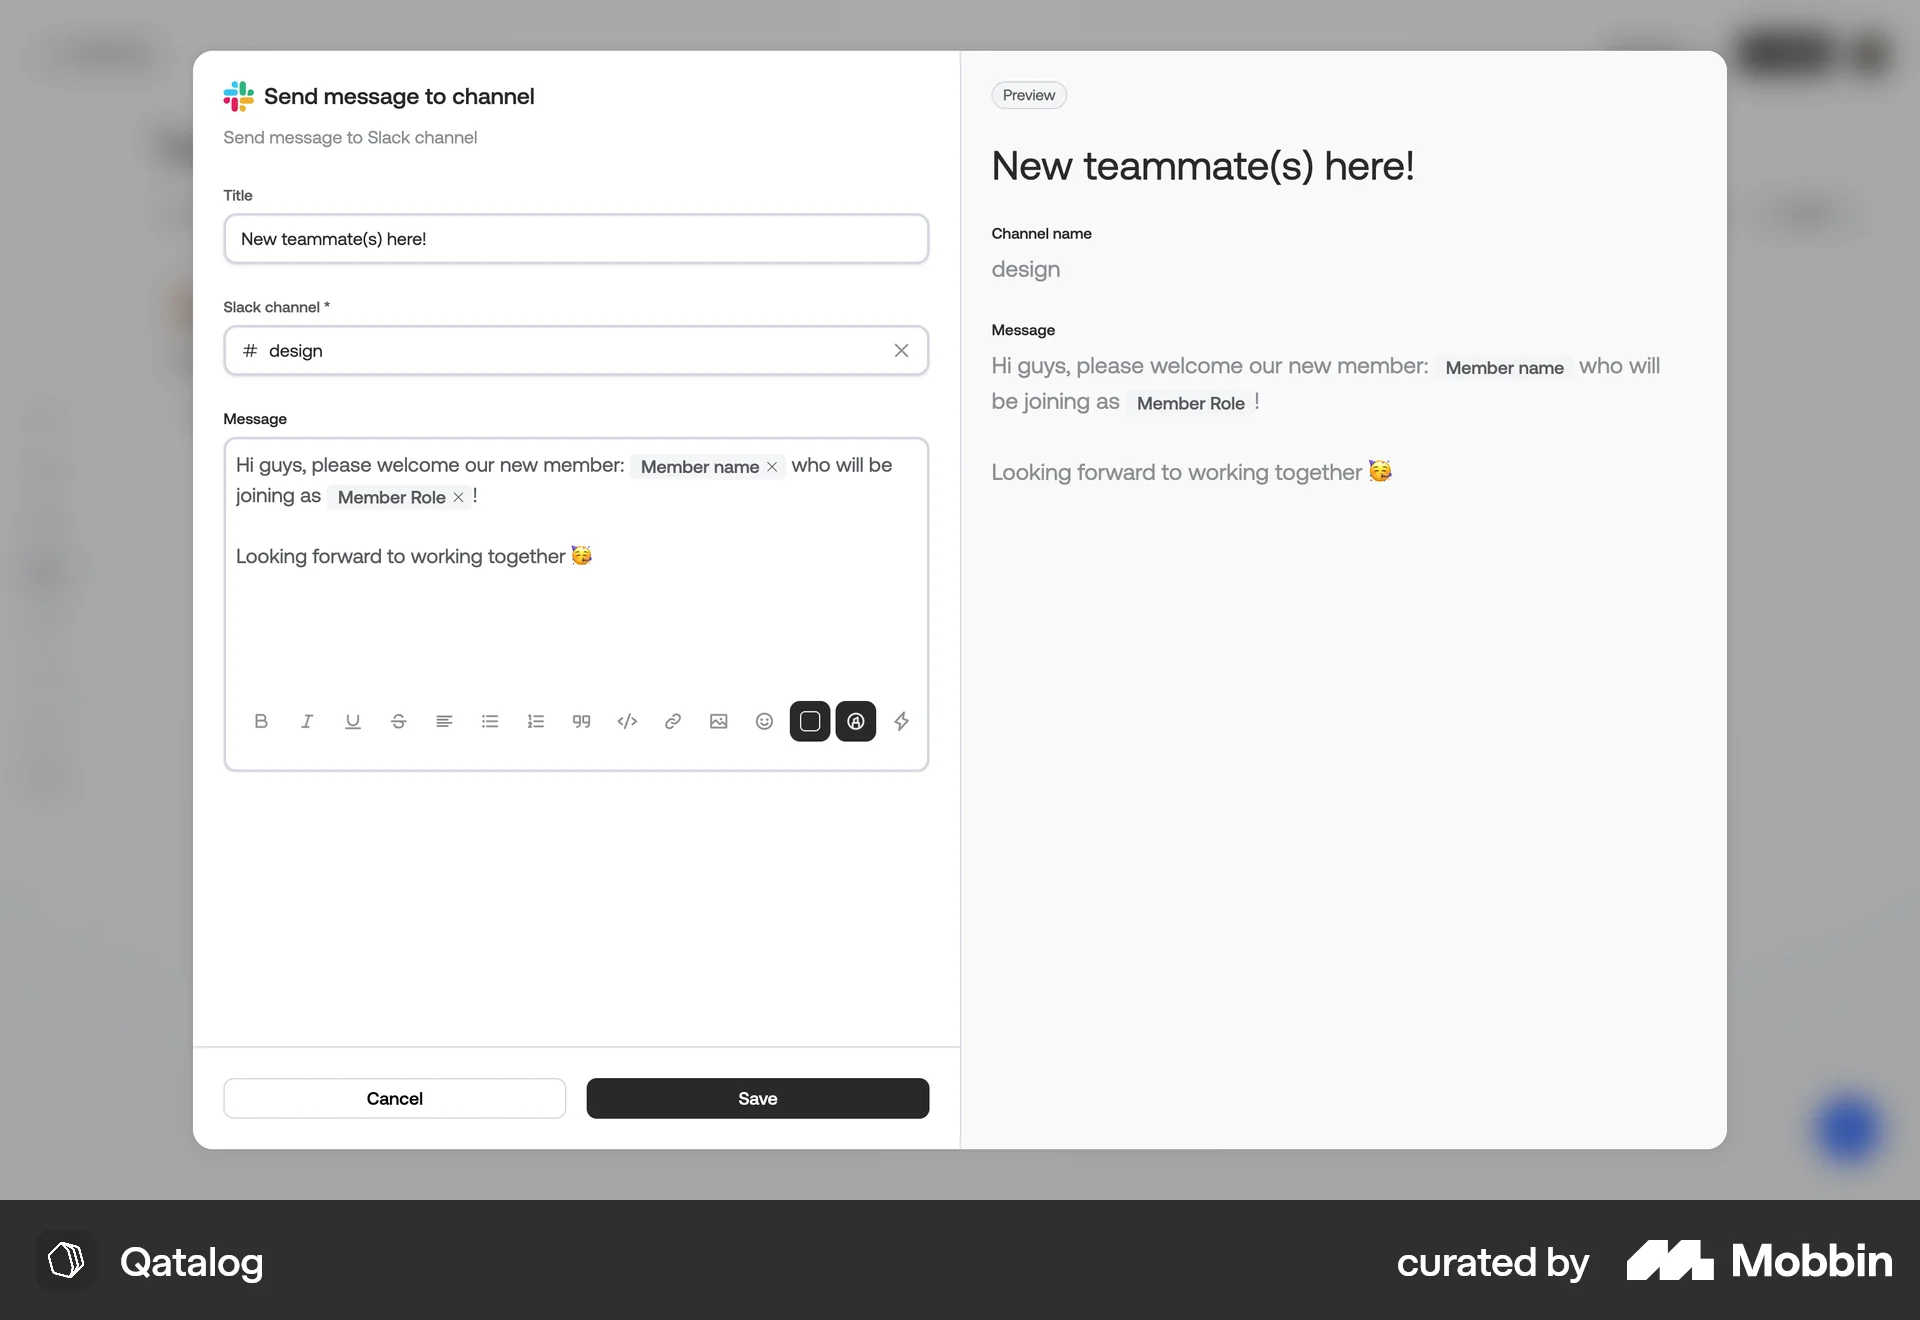 Send message to channel
Send message to Slack channel
Title
New teammate(s) here!
Slack channel *
# design
Message
Hi guys, please welcome our new member: Member name × who will be
joining as Member Role × !
Looking forward to working together 🥳
Cancel
Save
Preview
New teammate(s) here!
Channel name
design
Message
Hi guys, please welcome our new member: Member name who will
be joining as Member Role !
Looking forward to working together 🥳
Qatalog
curated by Mobbin